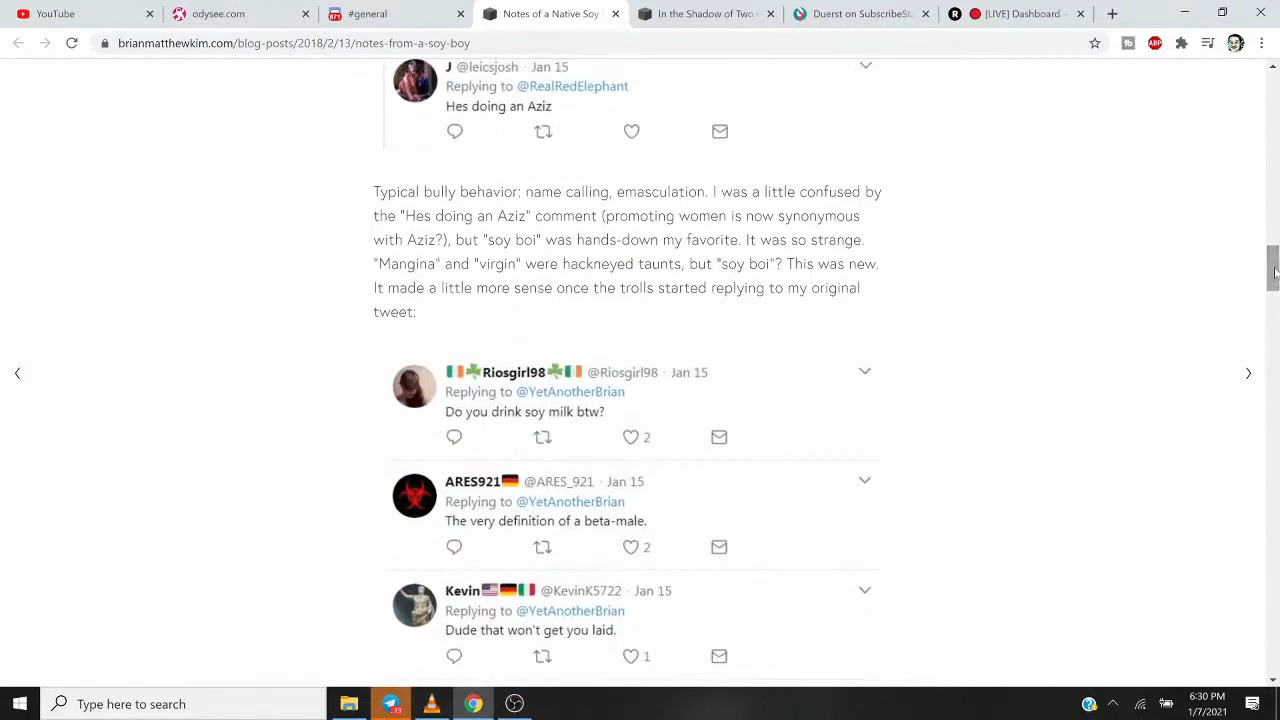 YouTube
odysee.com
871
#general
Notes of a Native Soy
In the Shadow of Two
Duerst on SubscribeSt
R
[LIVE] Dashboard -
brianmatthewkim.com/blog-posts/2018/2/13/notes-from-a-soy-boy
ABP
J @leicsjosh · Jan 15
Replying to @RealRedElephant
Hes doing an Aziz
Typical bully behavior: name calling, emasculation. I was a little confused by
the "Hes doing an Aziz" comment (promoting women is now synonymous
with Aziz?), but "soy boi" was hands-down my favorite. It was so strange.
"Mangina" and "virgin" were hackneyed taunts, but "soy boi"? This was new.
It made a little more sense once the trolls started replying to my original
tweet:
Riosgirl98 @Riosgirl98 · Jan 15
Replying to @YetAnotherBrian
Do you drink soy milk btw?
2
ARES921 @ARES_921 · Jan 15
Replying to @YetAnotherBrian
The very definition of a beta-male.
2
Kevin @KevinK5722 · Jan 15
Replying to @YetAnotherBrian
Dude that won't get you laid.
1
Type here to search
6:30 PM
1/7/2021